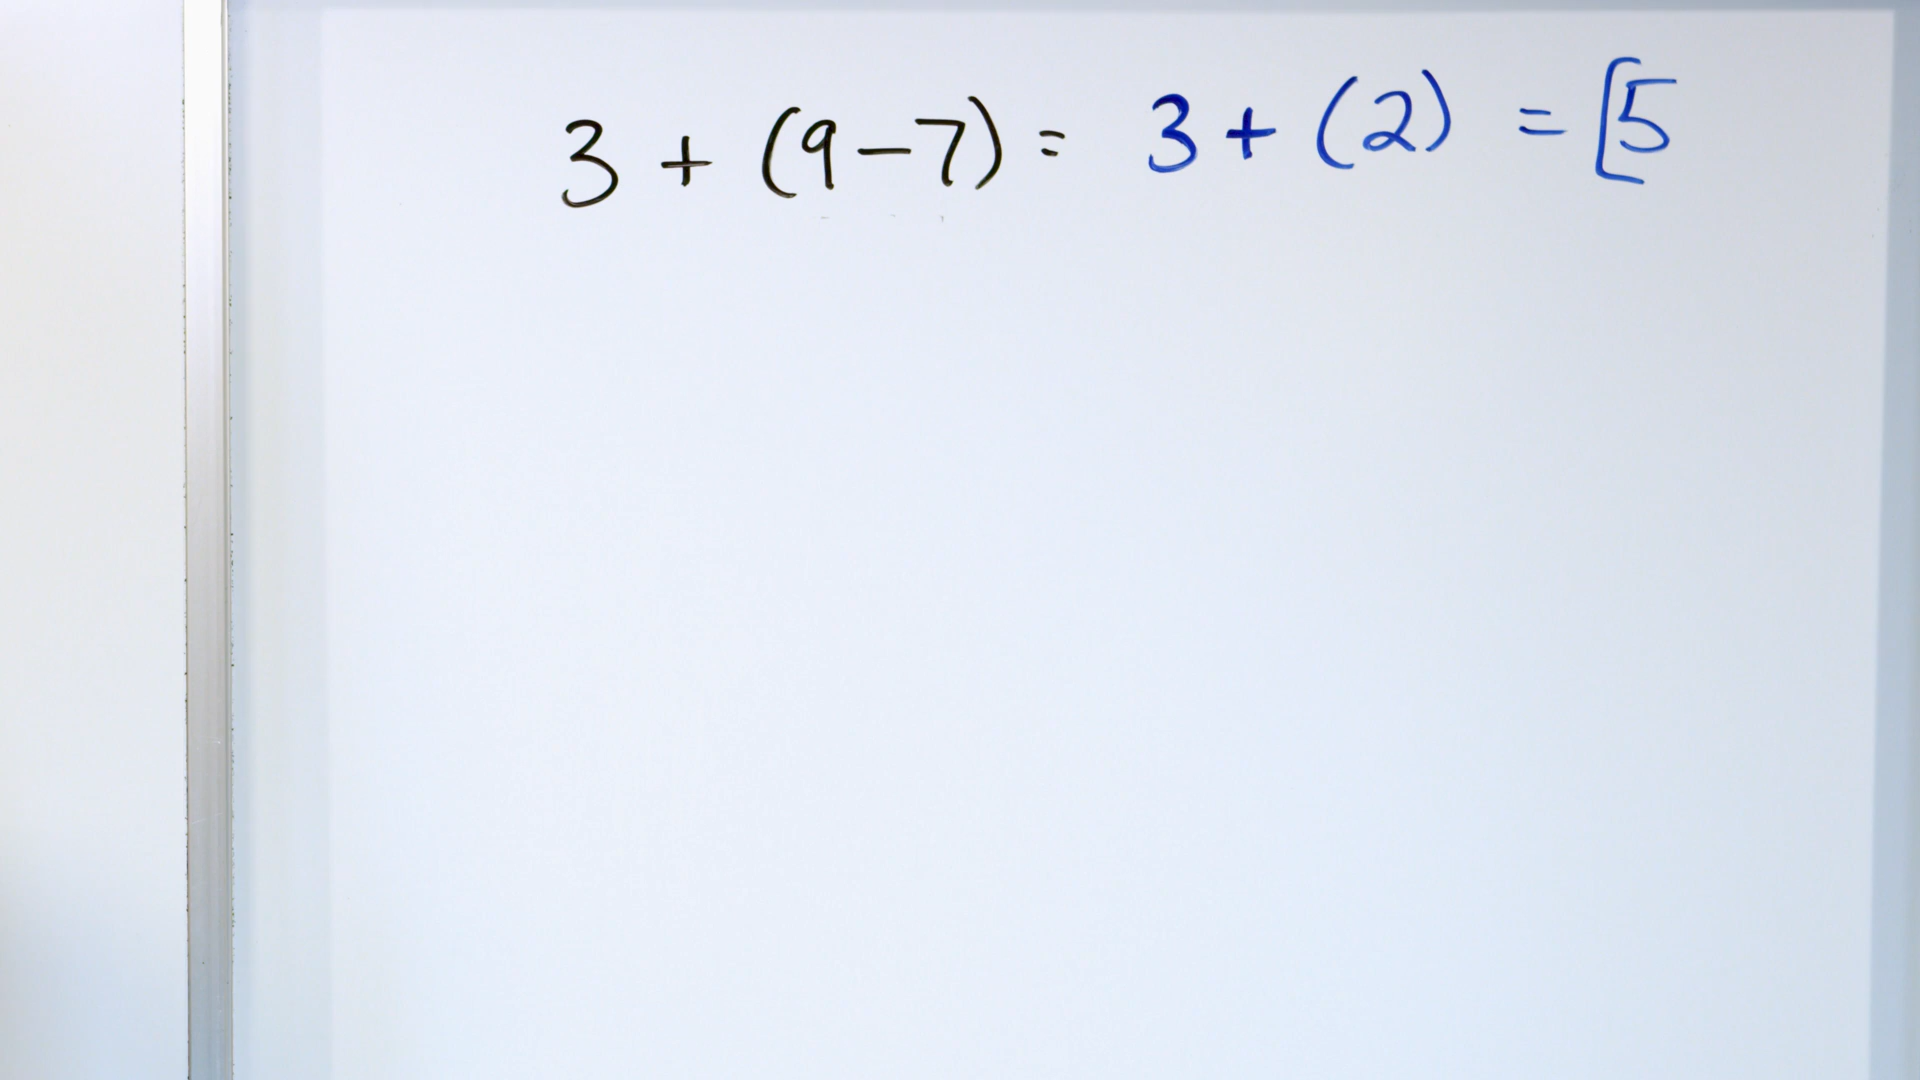 3 + (9-7) = 3 + (2) = [5